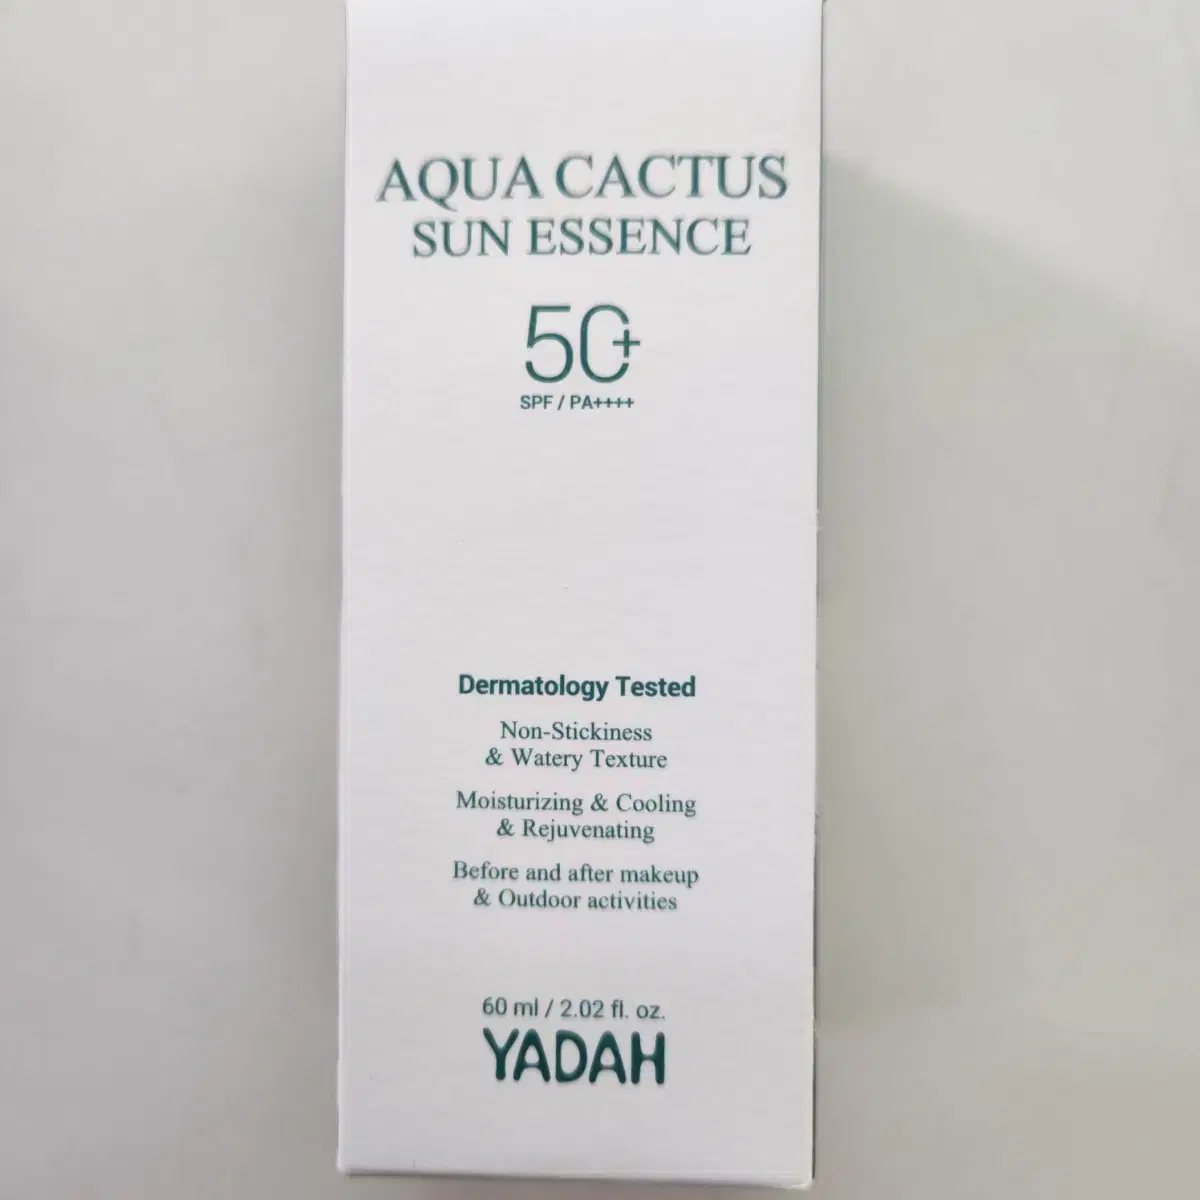 AQUA CACTUS
SUN ESSENCE
50+
SPF / PA++++
Dermatology Tested
Non-Stickiness
& Watery Texture
Moisturizing & Cooling
& Rejuvenating
Before and after makeup
& Outdoor activities
60 ml / 2.02 fl. oz.
YADAH